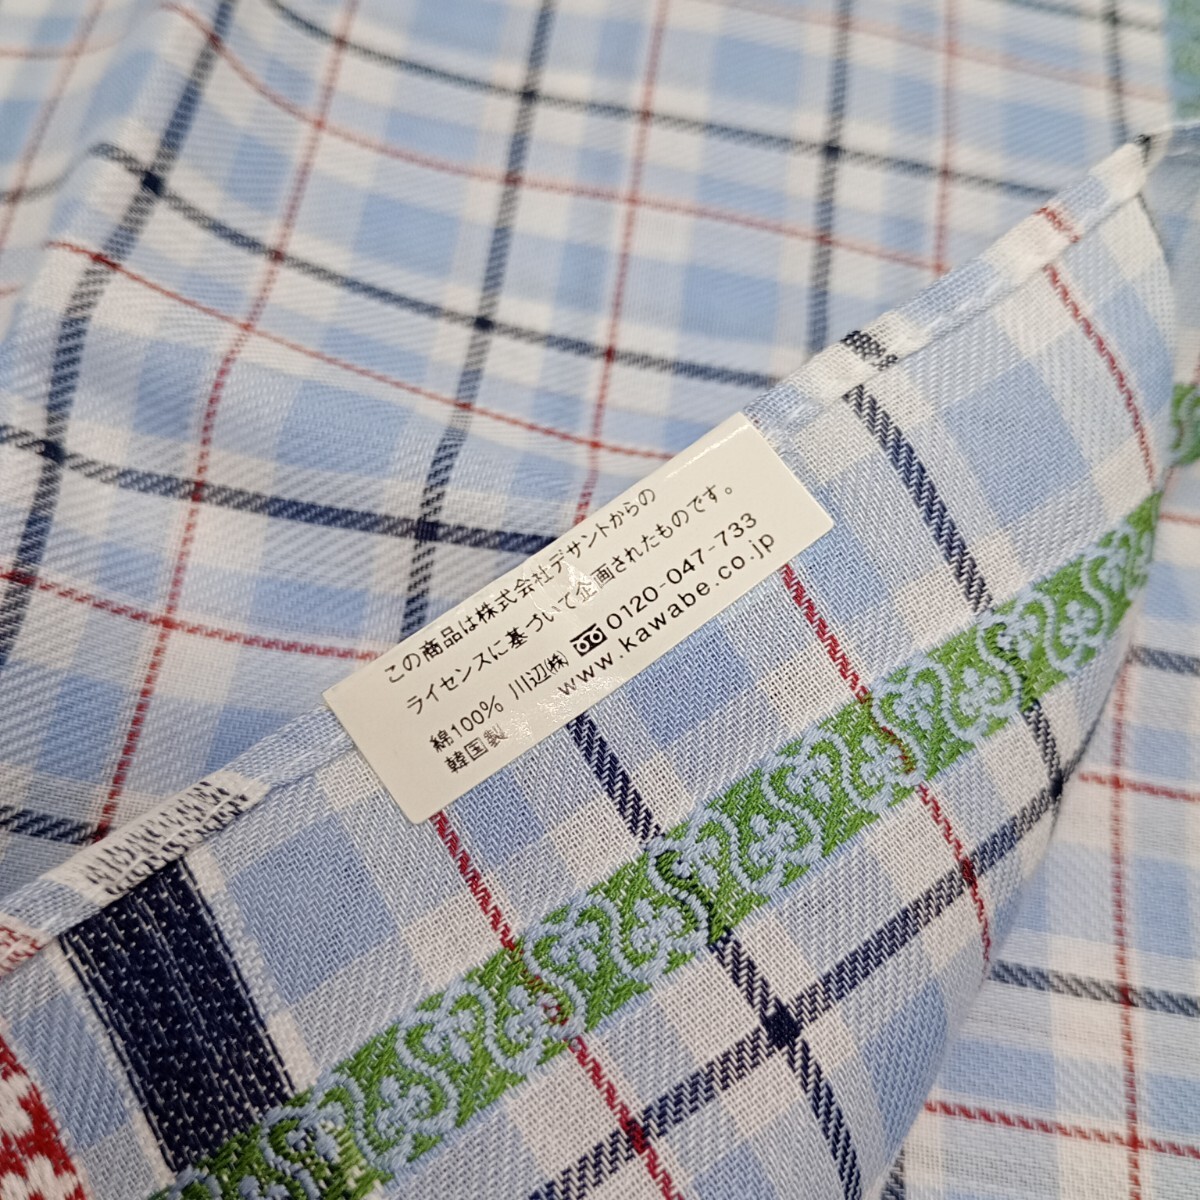 この商品は株式会社デサントからの
ライセンスに基づいて企画されたものです。
綿100% 川辺㈱ 0120-047-733
韓国製 www.kawabe.co.jp